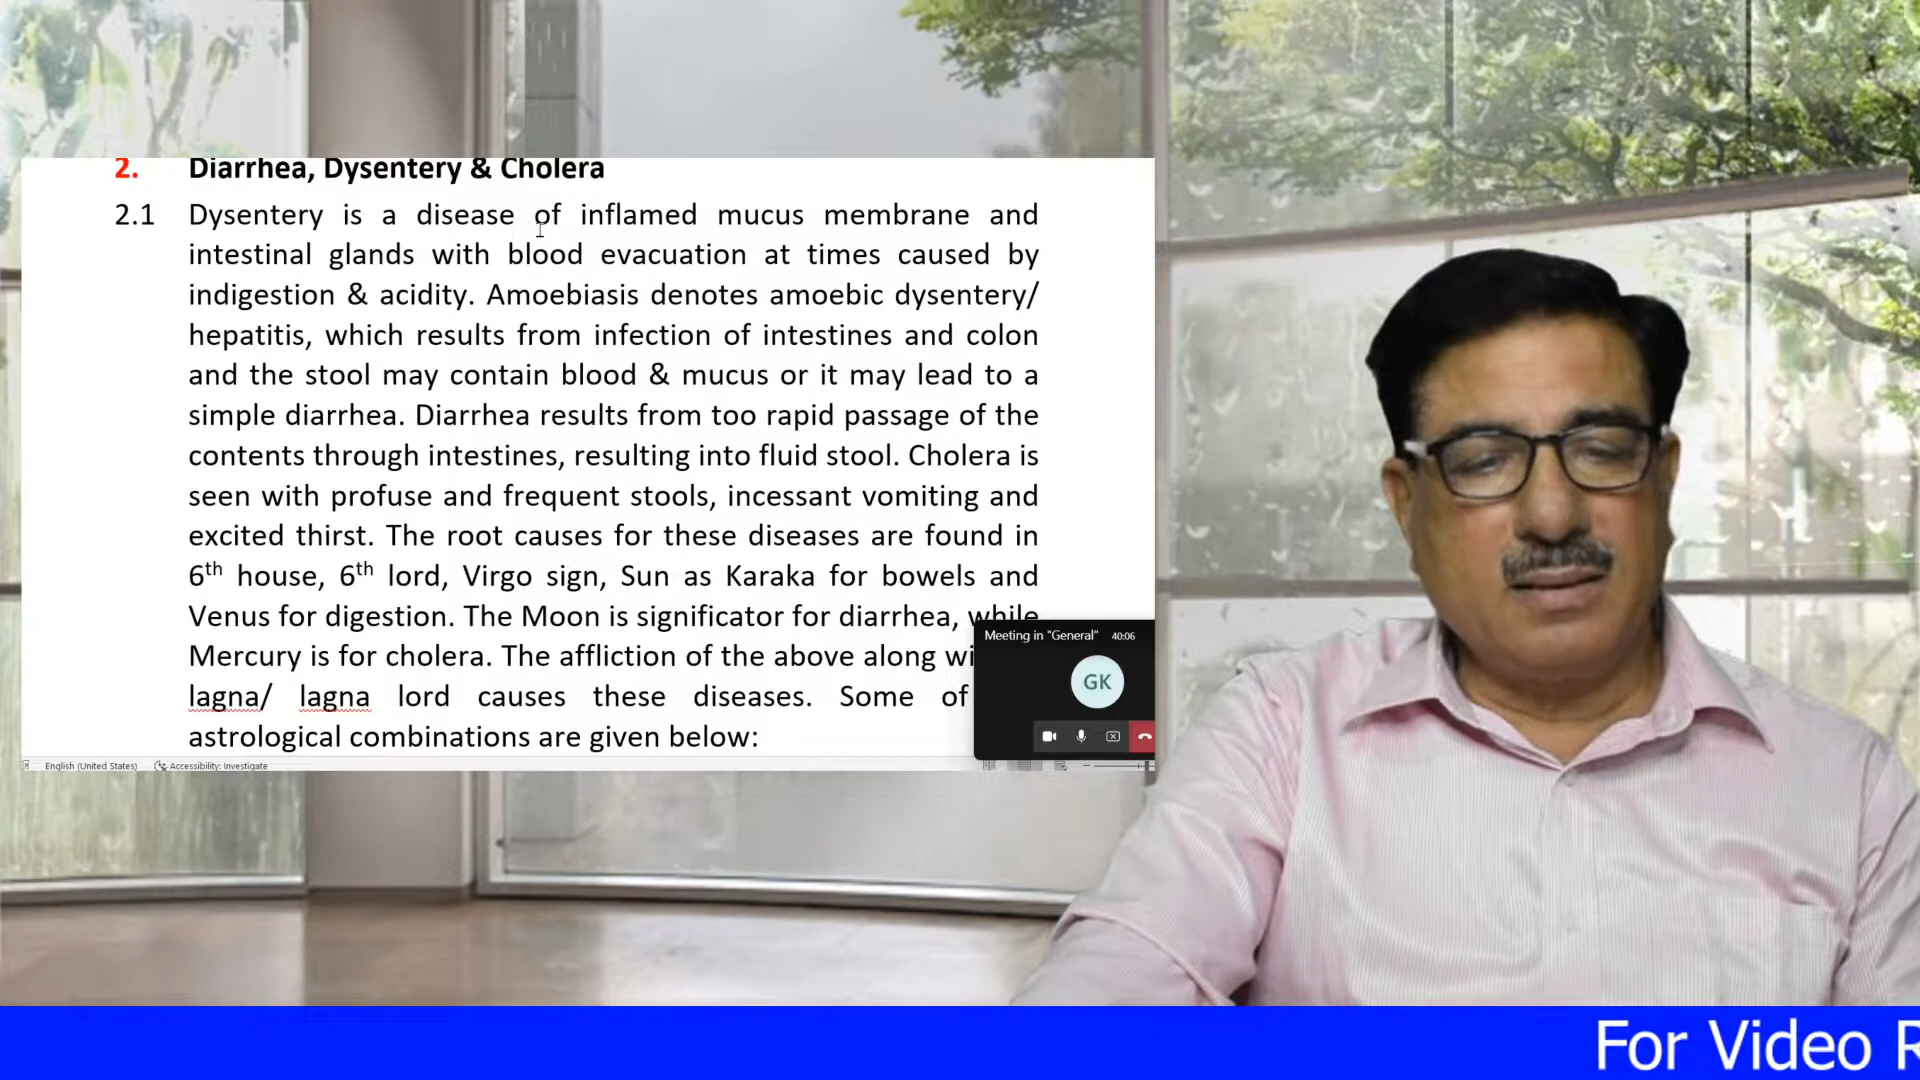 2. Diarrhea, Dysentery & Cholera
2.1 Dysentery is a disease of inflamed mucus membrane and
intestinal glands with blood evacuation at times caused by
indigestion & acidity. Amoebiasis denotes amoebic dysentery/
hepatitis, which results from infection of intestines and colon
and the stool may contain blood & mucus or it may lead to a
simple diarrhea. Diarrhea results from too rapid passage of the
contents through intestines, resulting into fluid stool. Cholera is
seen with profuse and frequent stools, incessant vomiting and
excited thirst. The root causes for these diseases are found in
6th house, 6th lord, Virgo sign, Sun as Karaka for bowels and
Venus for digestion. The Moon is significator for diarrhea, while
Mercury is for cholera. The affliction of the above along wi
lagna/ lagna lord causes these diseases. Some of
astrological combinations are given below:
Meeting in "General" 40:06
GK
English (United States) Accessibility: Investigate
For Video R